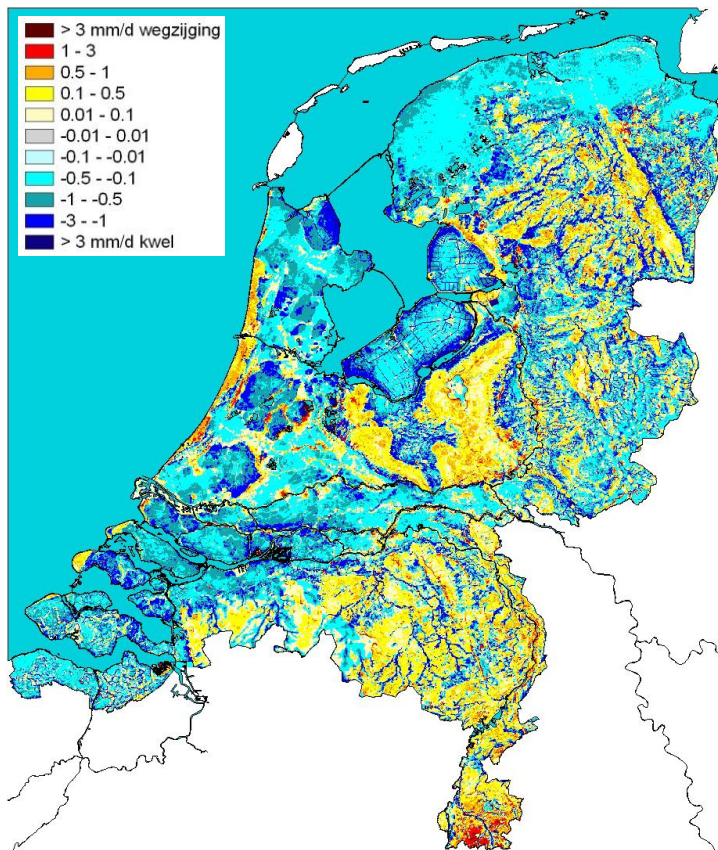 > 3 mm/d wegzijging
1 - 3
0.5 - 1
0.1 - 0.5
0.01 - 0.1
-0.01 - 0.01
-0.1 - -0.01
-0.5 - -0.1
-1 - -0.5
-3 - -1
> 3 mm/d kwel